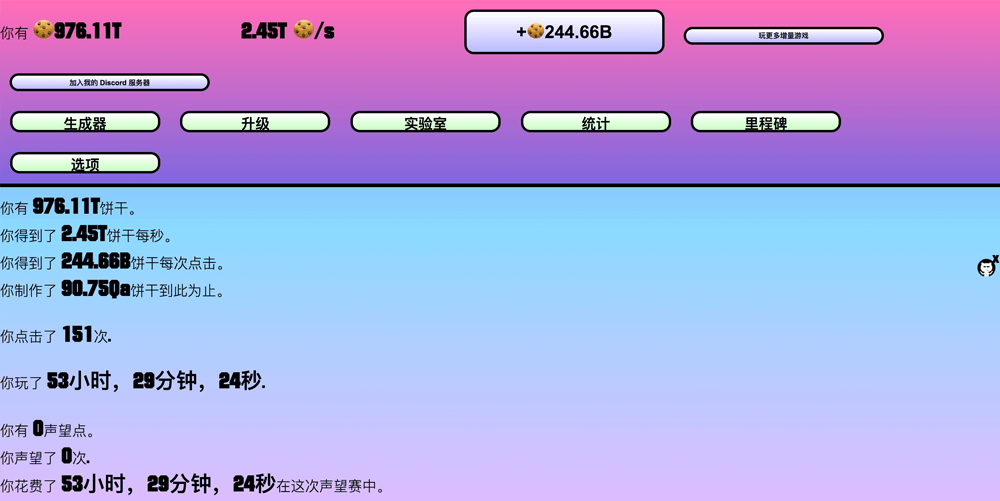 你有 976.11T
2.45T /s
+244.66B
玩更多增量游戏
加入我的 Discord 服务器
生成器
升级
实验室
统计
里程碑
选项
你有 976.11T饼干。
你得到了 2.45T饼干每秒。
你得到了 244.66B饼干每次点击。
你制作了 90.75Qa饼干到此为止。
你点击了 151次.
你玩了 53小时，29分钟，24秒.
你有 0声望点。
你声望了 0次.
你花费了 53小时，29分钟，24秒在这次声望赛中。
x